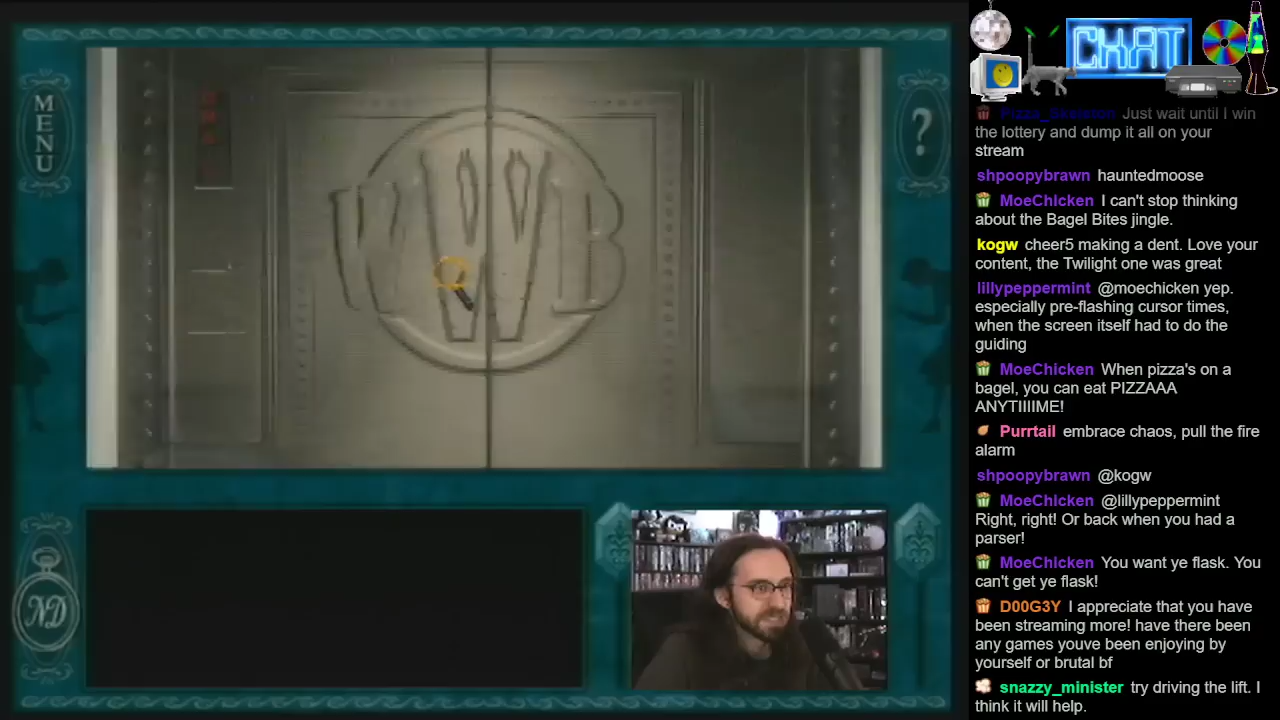 MENU
?
WWB
ND
CHAT
Pizza_Skeleton Just wait until I win
the lottery and dump it all on your
stream
shpoopybrawn hauntedmoose
MoeChIcken I can't stop thinking
about the Bagel Bites jingle.
kogw cheer5 making a dent. Love your
content, the Twilight one was great
lillypeppermint @moechicken yep.
especially pre-flashing cursor times,
when the screen itself had to do the
guiding
MoeChIcken When pizza's on a
bagel, you can eat PIZZAAA
ANYTIIIIME!
Purrtail embrace chaos, pull the fire
alarm
shpoopybrawn @kogw
MoeChIcken @lillypeppermint
Right, right! Or back when you had a
parser!
MoeChIcken You want ye flask. You
can't get ye flask!
D00G3Y I appreciate that you have
been streaming more! have there been
any games youve been enjoying by
yourself or brutal bf
snazzy_minister try driving the lift. I
think it will help.